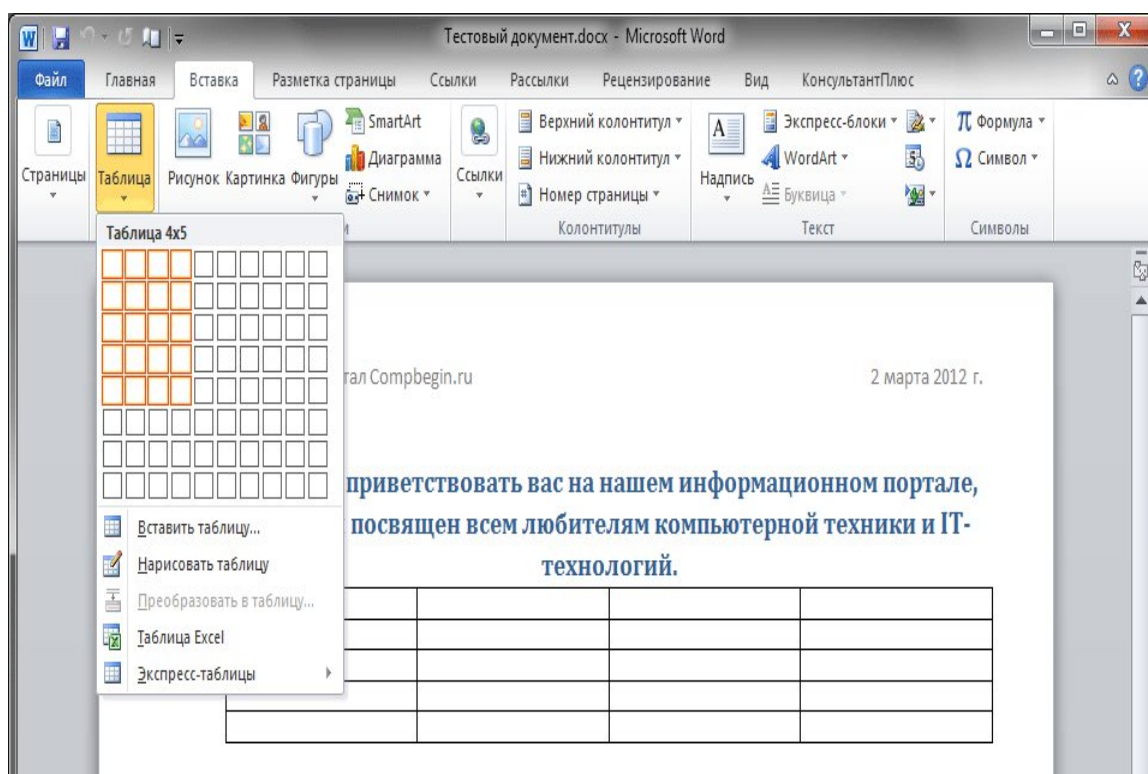 Тестовый документ.docx - Microsoft Word
Файл Главная Вставка Разметка страницы Ссылки Рассылки Рецензирование Вид КонсультантПлюс
Страницы Таблица Рисунок Картинка Фигуры
SmartArt
Диаграмма
Снимок
Ссылки
Верхний колонтитул
Нижний колонтитул
Номер страницы
Колонтитулы
Надпись
Экспресс-блоки
WordArt
Буквица
Текст
π Формула
Ω Символ
Символы
Таблица 4x5
Вставить таблицу...
Нарисовать таблицу
Преобразовать в таблицу...
Таблица Excel
Экспресс-таблицы
Compbegin.ru 2 марта 2012 г.
приветствовать вас на нашем информационном портале,
посвящен всем любителям компьютерной техники и IT-
технологий.